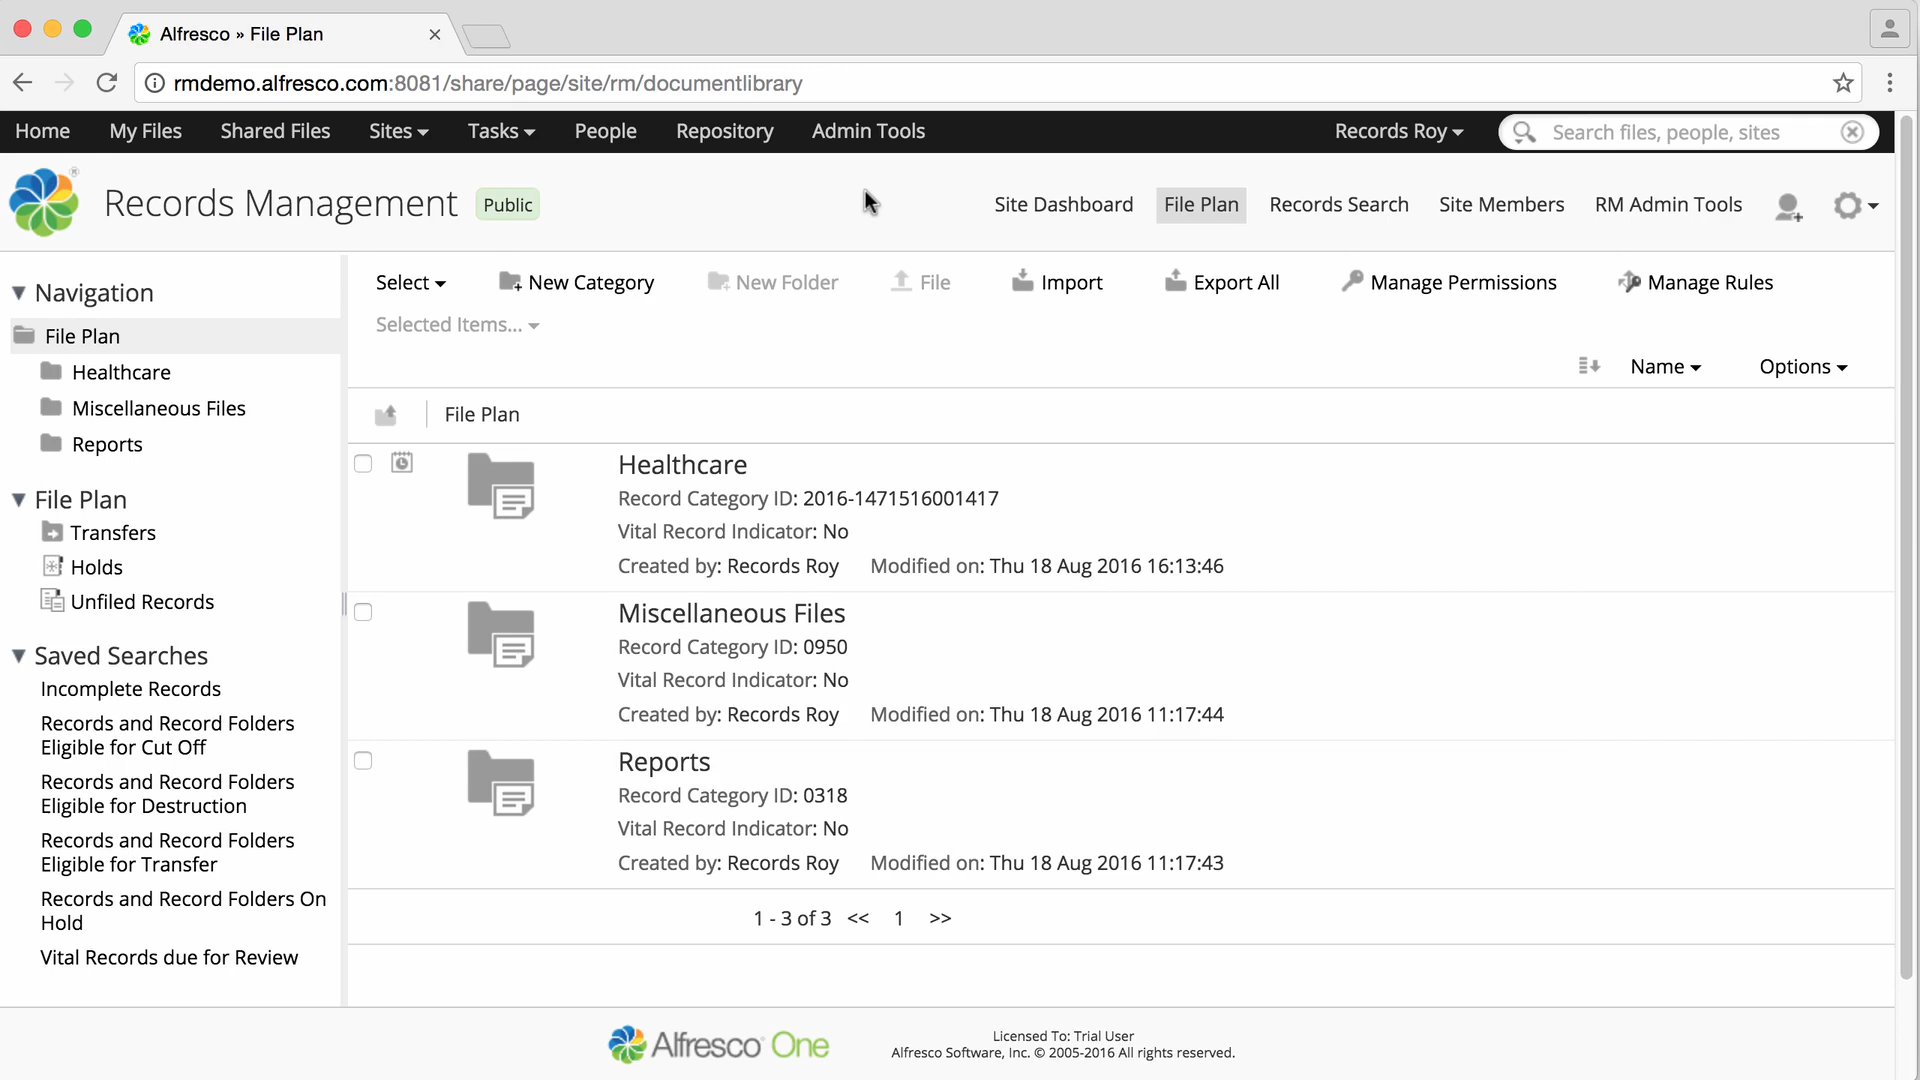 Alfresco » File Plan
rmdemo.alfresco.com:8081/share/page/site/rm/documentlibrary
Home My Files Shared Files Sites Tasks People Repository Admin Tools Records Roy Search files, people, sites
Records Management Public Site Dashboard File Plan Records Search Site Members RM Admin Tools
Select New Category New Folder File Import Export All Manage Permissions Manage Rules
Selected Items...
Name Options
Navigation
File Plan
Healthcare
Miscellaneous Files
Reports
File Plan
Transfers
Holds
Unfiled Records
Saved Searches
Incomplete Records
Records and Record Folders
Eligible for Cut Off
Records and Record Folders
Eligible for Destruction
Records and Record Folders
Eligible for Transfer
Records and Record Folders On
Hold
Vital Records due for Review
File Plan
Healthcare
Record Category ID: 2016-1471516001417
Vital Record Indicator: No
Created by: Records Roy Modified on: Thu 18 Aug 2016 16:13:46
Miscellaneous Files
Record Category ID: 0950
Vital Record Indicator: No
Created by: Records Roy Modified on: Thu 18 Aug 2016 11:17:44
Reports
Record Category ID: 0318
Vital Record Indicator: No
Created by: Records Roy Modified on: Thu 18 Aug 2016 11:17:43
1 - 3 of 3 << 1 >>
Alfresco One
Licensed To: Trial User
Alfresco Software, Inc. © 2005-2016 All rights reserved.